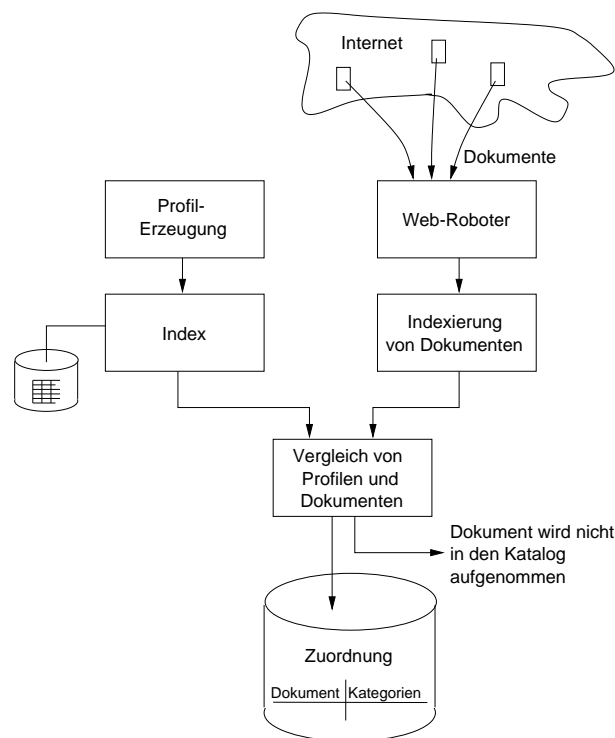 Internet
Dokumente
Profil-
Erzeugung
Web-Roboter
Index
Indexierung
von Dokumenten
Vergleich von
Profilen und
Dokumenten
Dokument wird nicht
in den Katalog
aufgenommen
Zuordnung
Dokument Kategorien